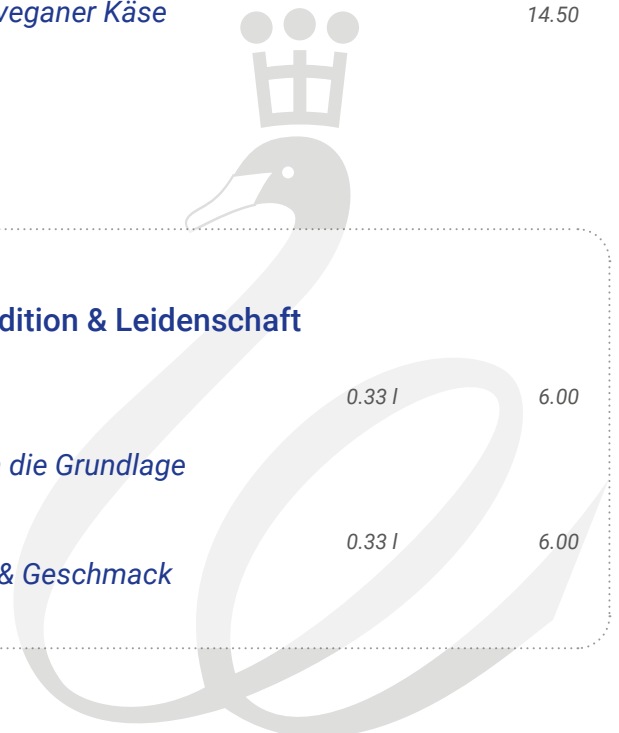 veganer Käse 14.50
dition & Leidenschaft
0.33 l 6.00
die Grundlage
0.33 l 6.00
& Geschmack